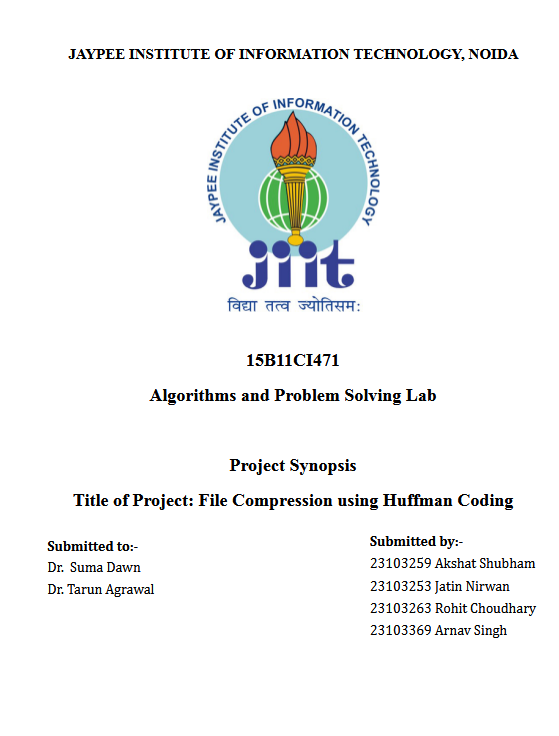 JAYPEE INSTITUTE OF INFORMATION TECHNOLOGY, NOIDA
JAYPEE INSTITUTE OF INFORMATION TECHNOLOGY
jiit
विद्या तत्व ज्योतिसमः
15B11CI471
Algorithms and Problem Solving Lab
Project Synopsis
Title of Project: File Compression using Huffman Coding
Submitted to:-
Dr. Suma Dawn
Dr. Tarun Agrawal
Submitted by:-
23103259 Akshat Shubham
23103253 Jatin Nirwan
23103263 Rohit Choudhary
23103369 Arnav Singh